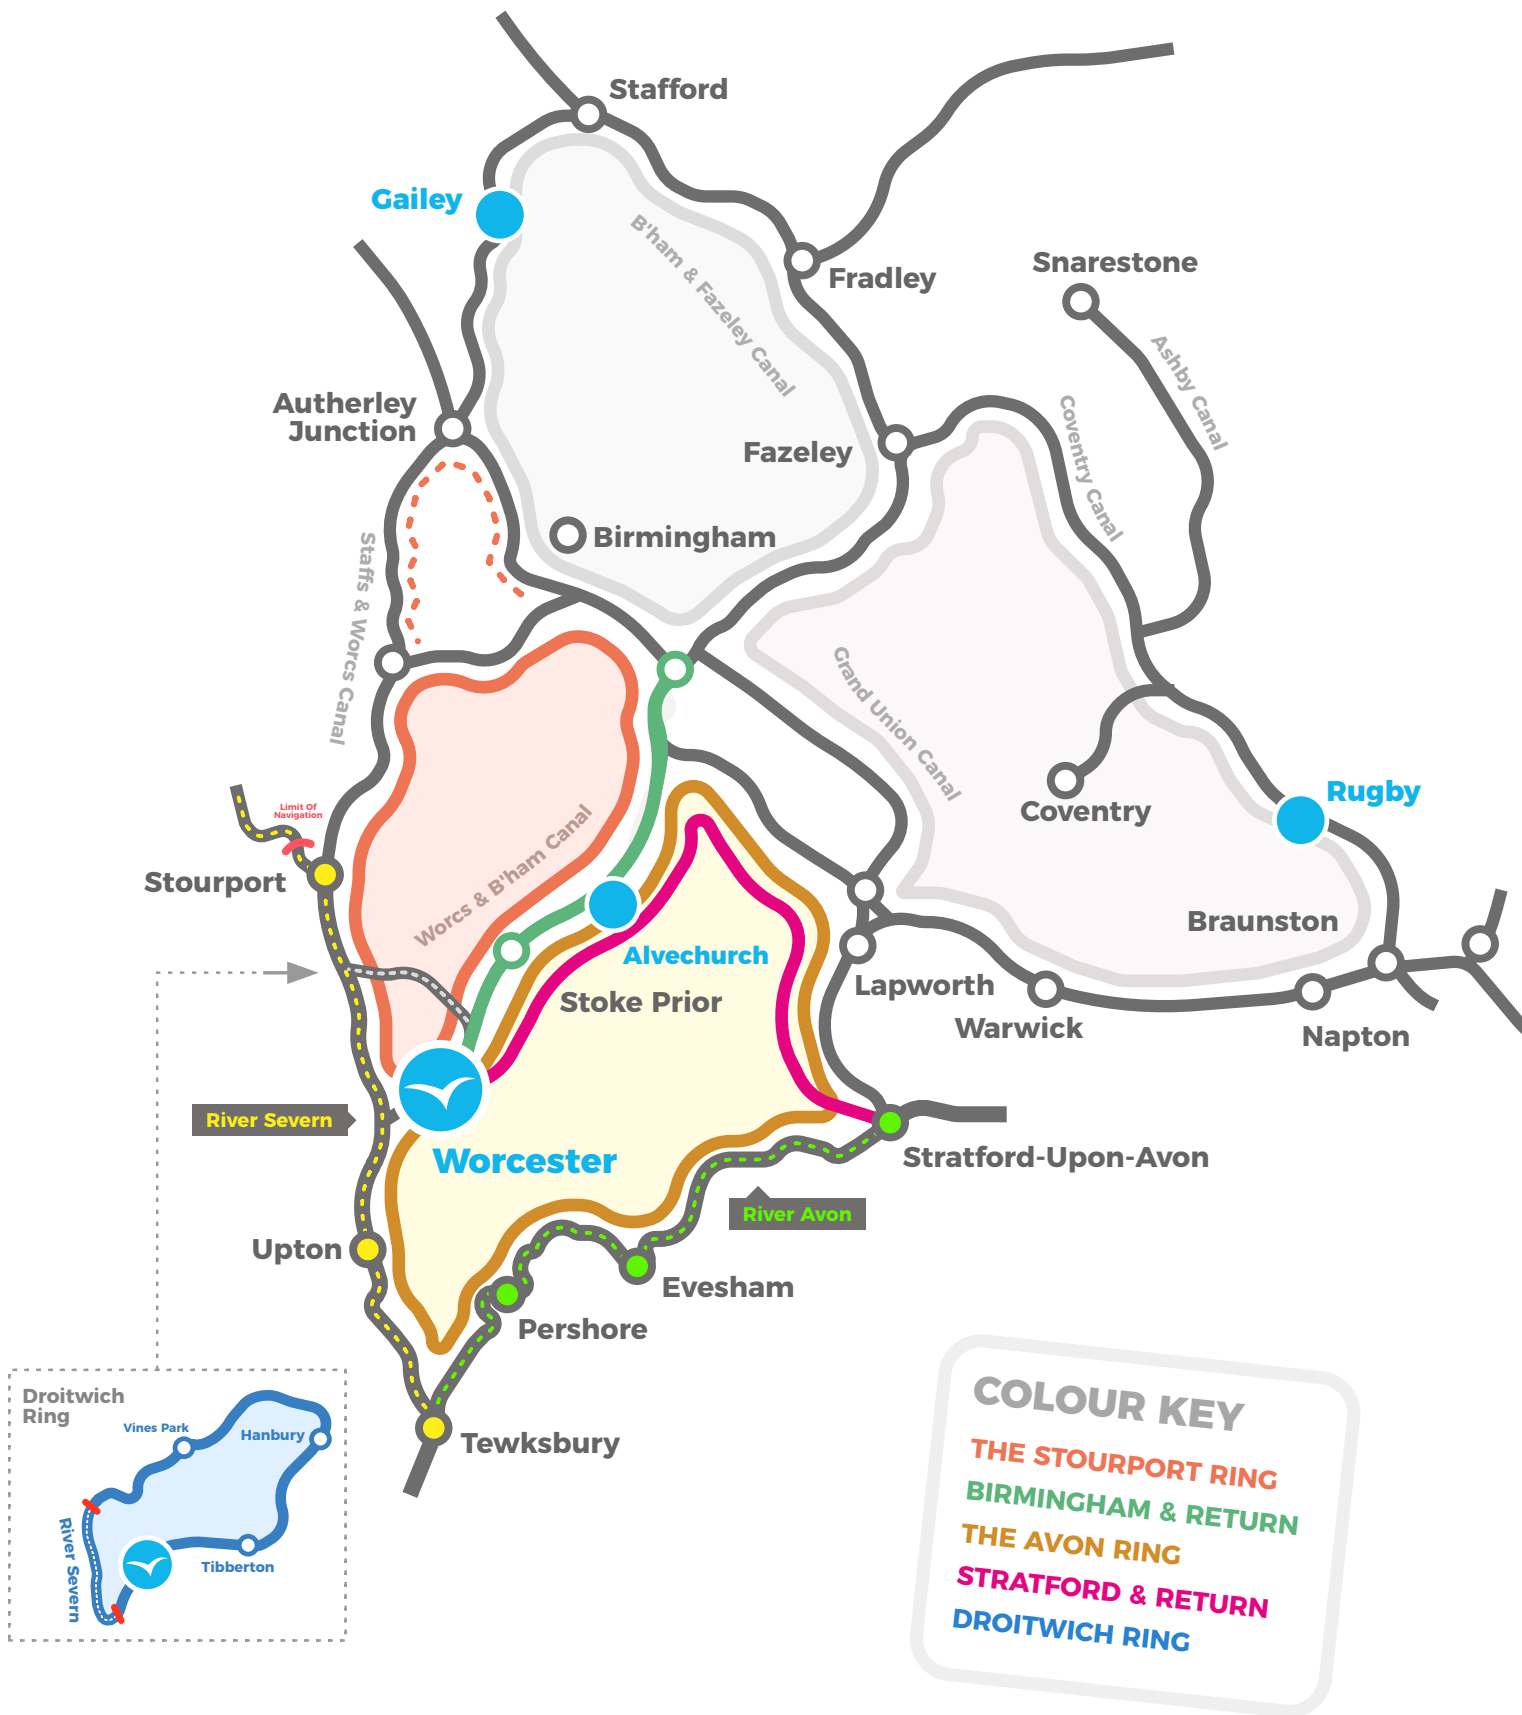 Stafford
Gailey
B'ham & Fazeley Canal
Fradley
Snarestone
Ashby Canal
Autherley
Junction
Coventry Canal
Fazeley
Birmingham
Staffs & Worcs Canal
Grand Union Canal
Limit Of
Navigation
Coventry
Rugby
Worcs & B'ham Canal
Stourport
Braunston
Alvechurch
Stoke Prior
Lapworth
Warwick
Napton
River Severn
Worcester
Stratford-Upon-Avon
River Avon
Upton
Evesham
Pershore
Tewksbury
Droitwich
Ring
Vines Park
Hanbury
River Severn
Tibberton
COLOUR KEY
THE STOURPORT RING
BIRMINGHAM & RETURN
THE AVON RING
STRATFORD & RETURN
DROITWICH RING